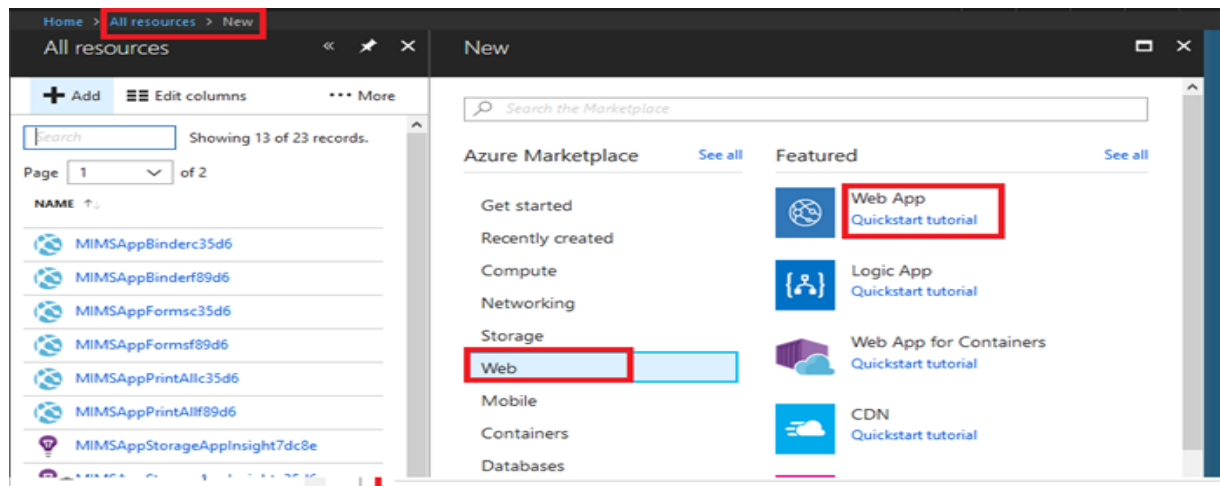 Home > All resources > New
All resources
New
Add Edit columns ••• More
Search
Showing 13 of 23 records.
Page 1 of 2
NAME
MIMSAppBinderc35d6
MIMSAppBinderf89d6
MIMSAppFormsc35d6
MIMSAppFormsf89d6
MIMSAppPrintAllc35d6
MIMSAppPrintAllf89d6
MIMSAppStorageAppInsight7dc8e
Search the Marketplace
Azure Marketplace See all
Get started
Recently created
Compute
Networking
Storage
Web
Mobile
Containers
Databases
Featured See all
Web App
Quickstart tutorial
Logic App
Quickstart tutorial
Web App for Containers
Quickstart tutorial
CDN
Quickstart tutorial